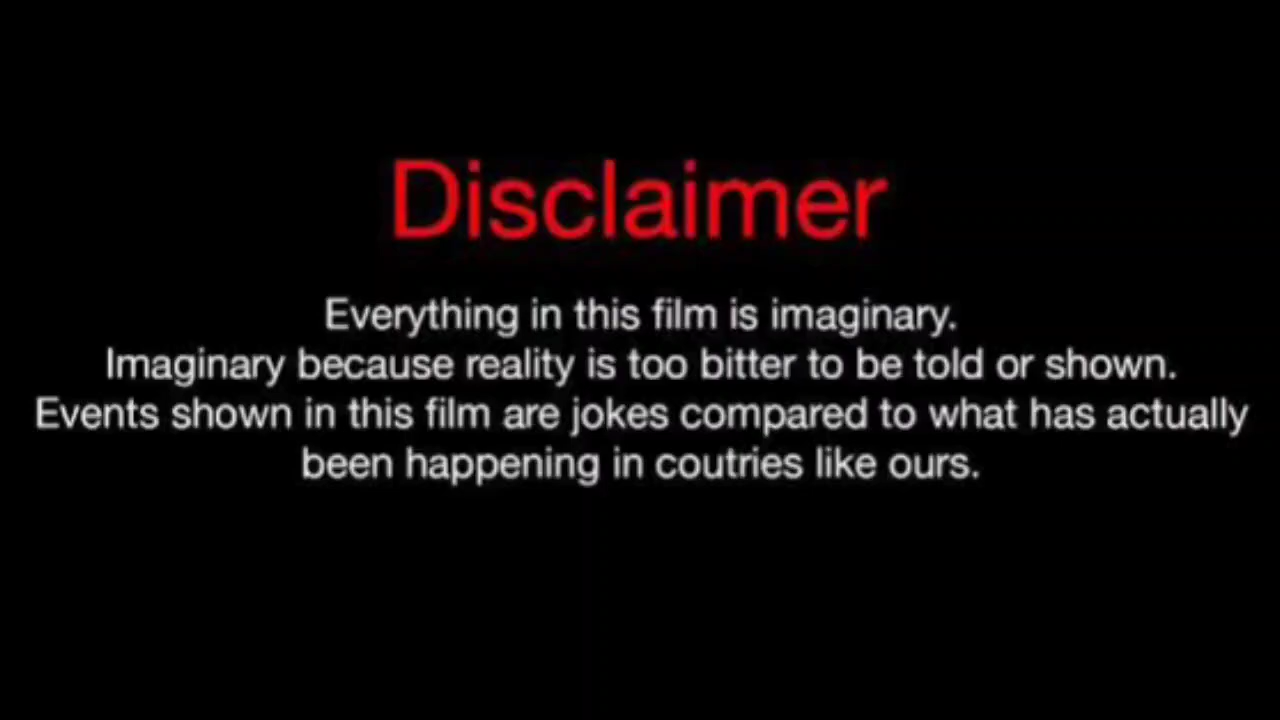 Disclaimer
Everything in this film is imaginary.
Imaginary because reality is too bitter to be told or shown.
Events shown in this film are jokes compared to what has actually
been happening in coutries like ours.